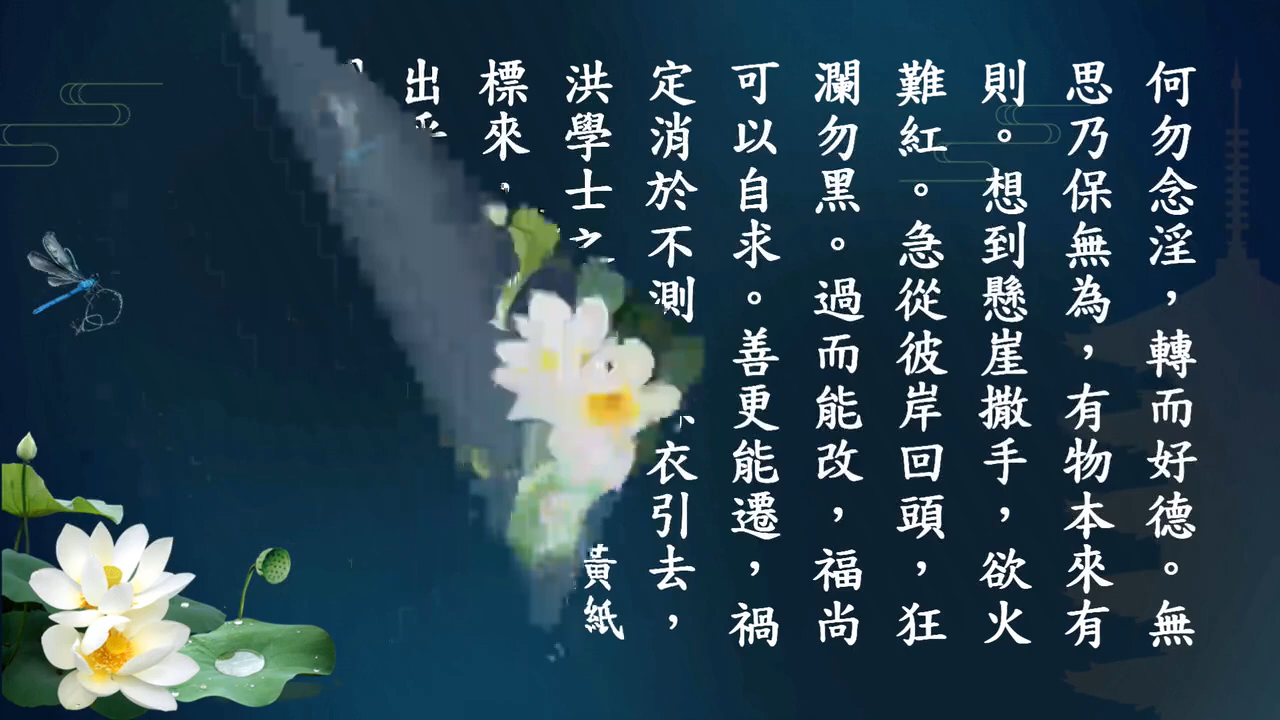 何勿念淫，轉而好德。無
思乃保無為，有物本來有
則。想到懸崖撒手，欲火
難紅。急從彼岸回頭，狂
瀾勿黑。過而能改，福尚
可以自求。善更能遷，禍
定消於不測衣引去，
洪學士之黃紙
標來，
出乎